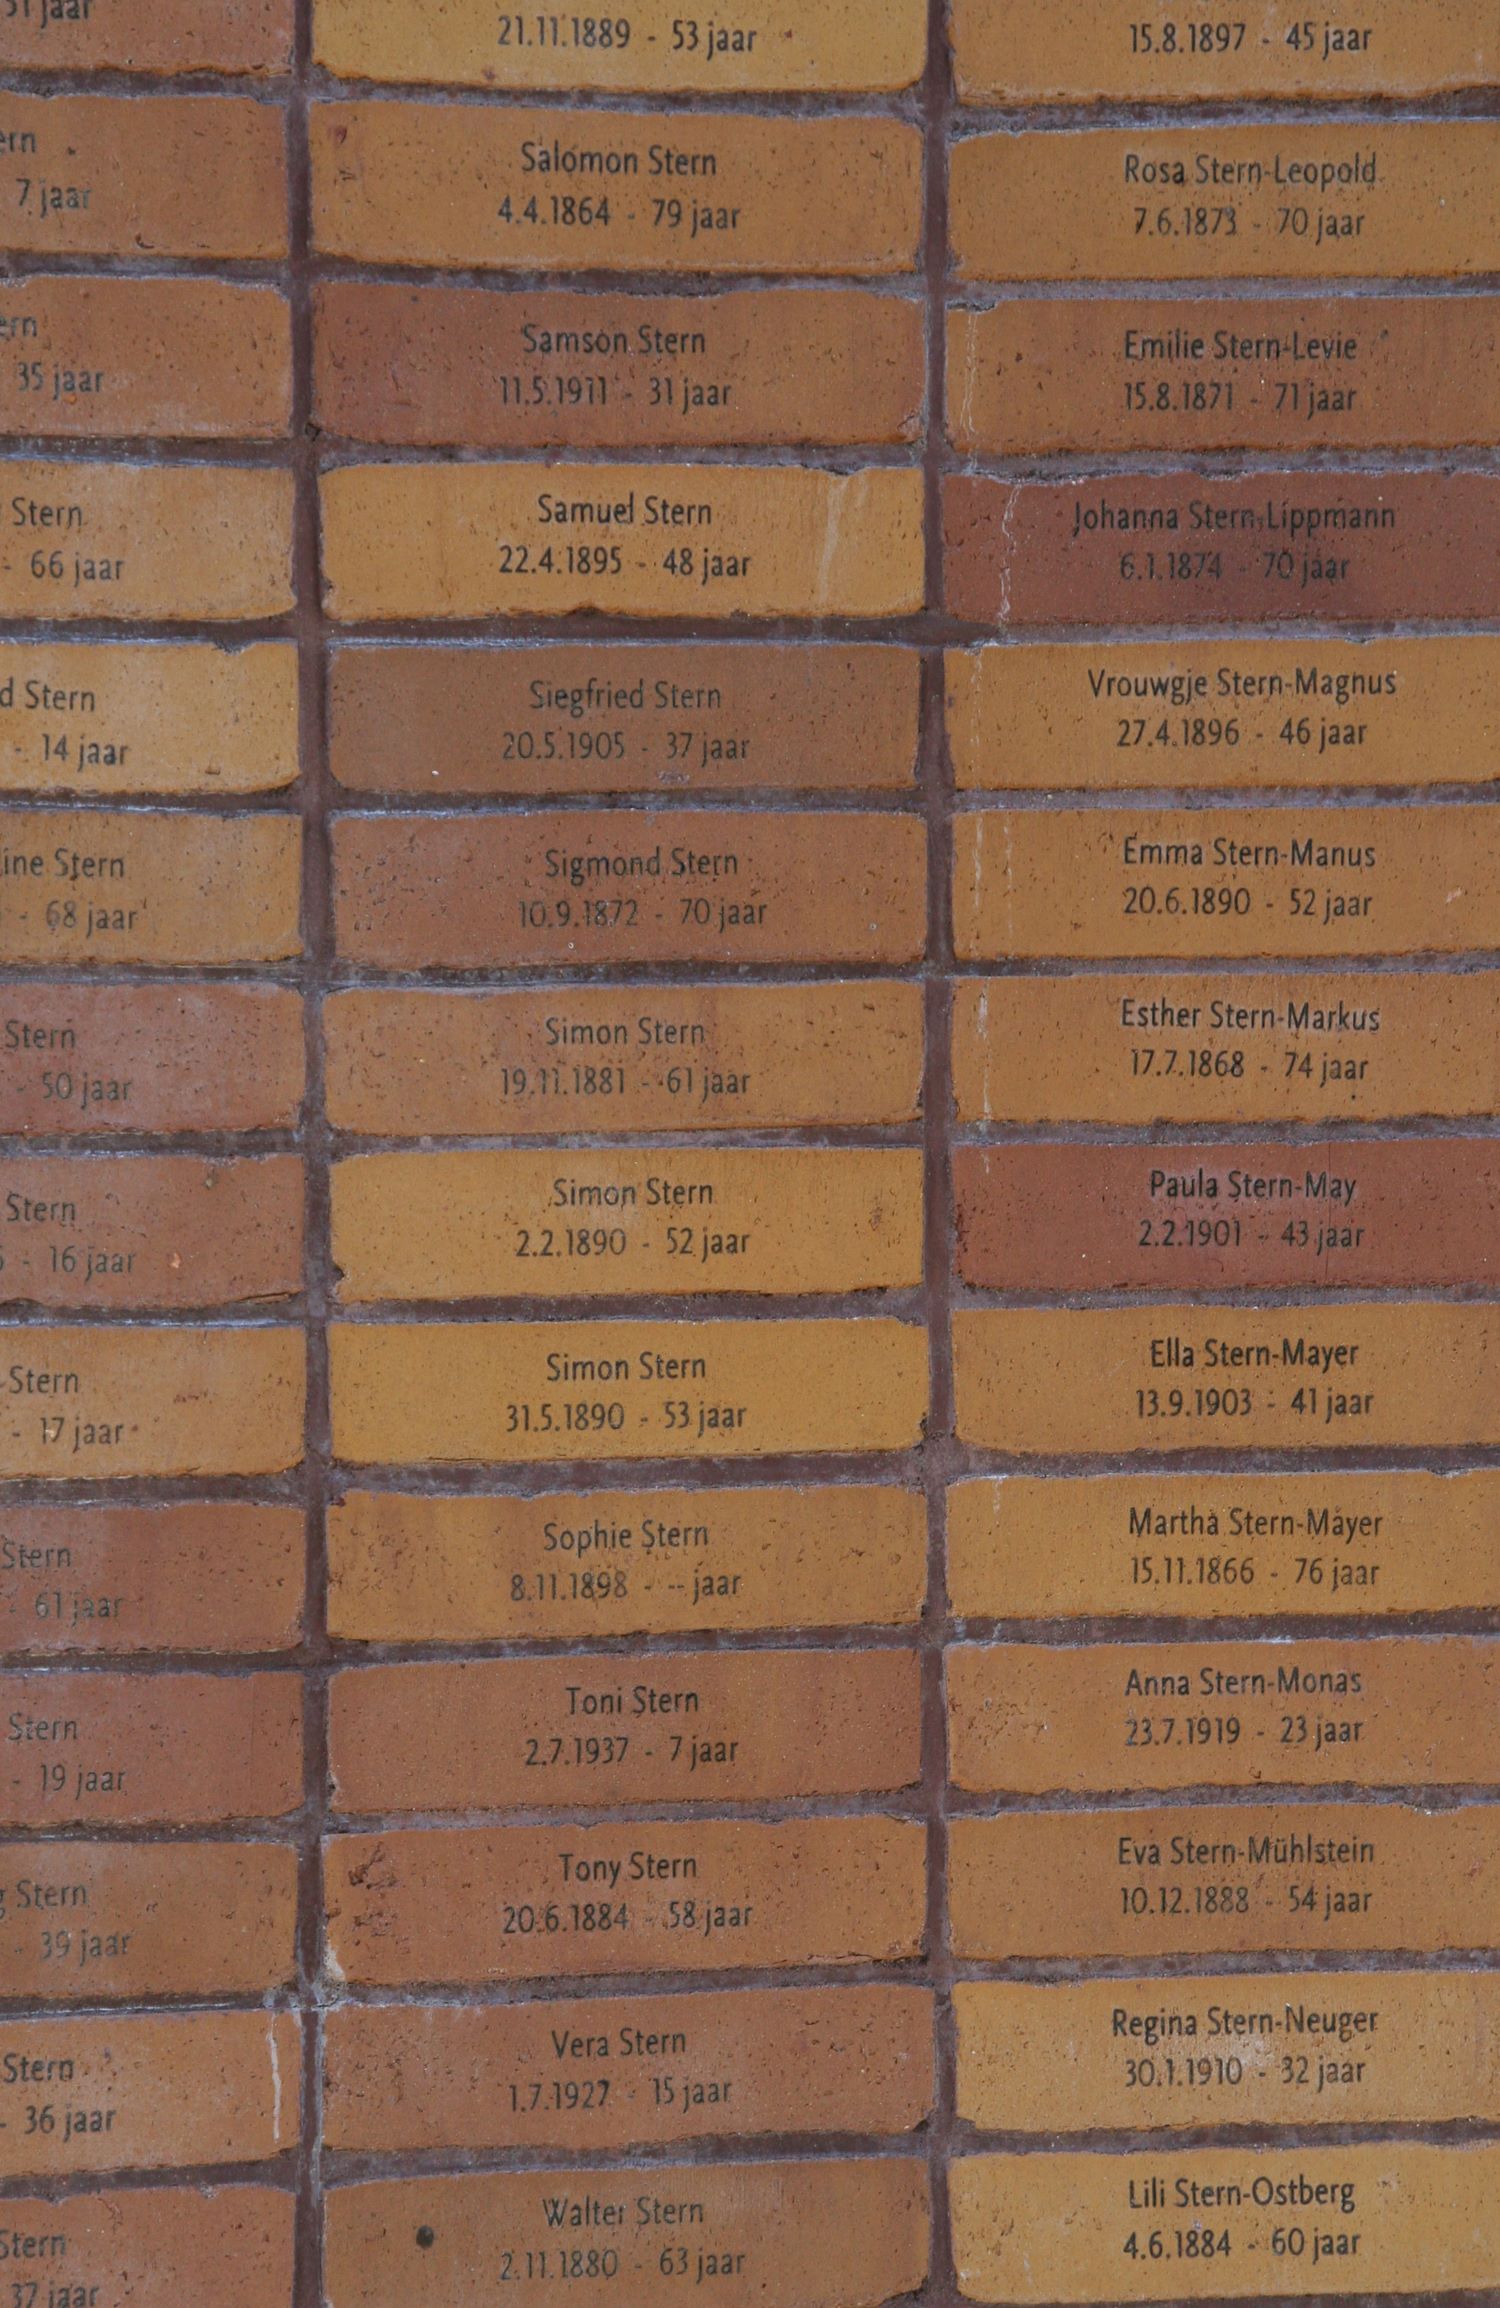 51 jaar
7 jaar
35 jaar
Stern
- 66 jaar
Stern
- 14 jaar
Stern
- 68 jaar
Stern
- 50 jaar
Stern
- 16 jaar
Stern
- 17 jaar
Stern
- 61 jaar
Stern
- 19 jaar
Stern
- 39 jaar
Stern
- 36 jaar
Stern
37 jaar
21.11.1889 - 53 jaar
Salomon Stern
4.4.1864 - 79 jaar
Samson Stern
11.5.1911 - 31 jaar
Samuel Stern
22.4.1895 - 48 jaar
Siegfried Stern
20.5.1905 - 37 jaar
Sigmond Stern
10.9.1872 - 70 jaar
Simon Stern
19.11.1881 - 61 jaar
Simon Stern
2.2.1890 - 52 jaar
Simon Stern
31.5.1890 - 53 jaar
Sophie Stern
8.11.1898 - -- jaar
Toni Stern
2.7.1937 - 7 jaar
Tony Stern
20.6.1884 - 58 jaar
Vera Stern
1.7.1927 - 15 jaar
Walter Stern
2.11.1880 - 63 jaar
15.8.1897 - 45 jaar
Rosa Stern-Leopold
7.6.1873 - 70 jaar
Emilie Stern-Levie
15.8.1871 - 71 jaar
Johanna Stern-Lippmann
6.1.1874 - 70 jaar
Vrouwgje Stern-Magnus
27.4.1896 - 46 jaar
Emma Stern-Manus
20.6.1890 - 52 jaar
Esther Stern-Markus
17.7.1868 - 74 jaar
Paula Stern-May
2.2.1901 - 43 jaar
Ella Stern-Mayer
13.9.1903 - 41 jaar
Martha Stern-Mayer
15.11.1866 - 76 jaar
Anna Stern-Monas
23.7.1919 - 23 jaar
Eva Stern-Mühlstein
10.12.1888 - 54 jaar
Regina Stern-Neuger
30.1.1910 - 32 jaar
Lili Stern-Ostberg
4.6.1884 - 60 jaar